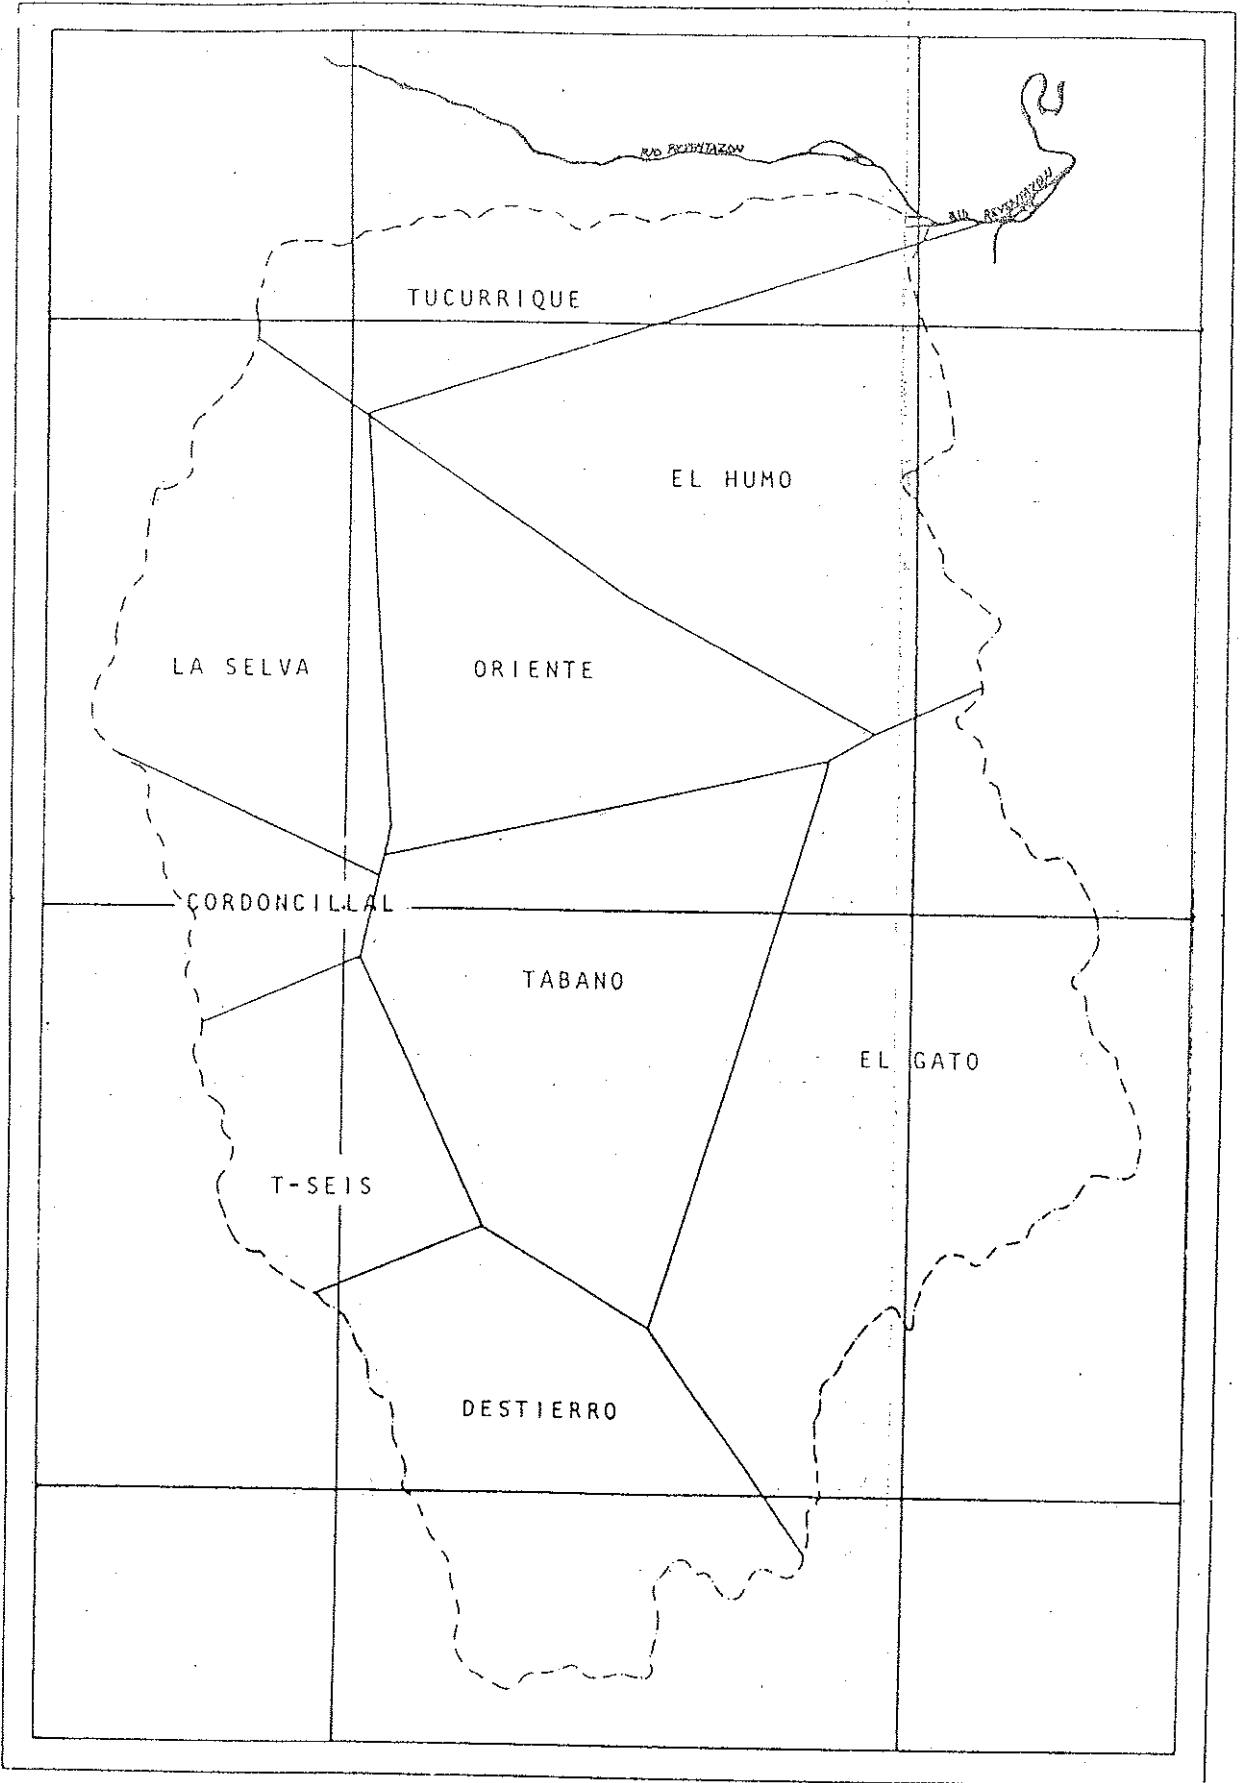 RIO REVENTAZON
RIO REVENTAZON
TUCURRIQUE
EL HUMO
LA SELVA
ORIENTE
CORDONCILLAL
TABANO
EL GATO
T-SEIS
DESTIERRO